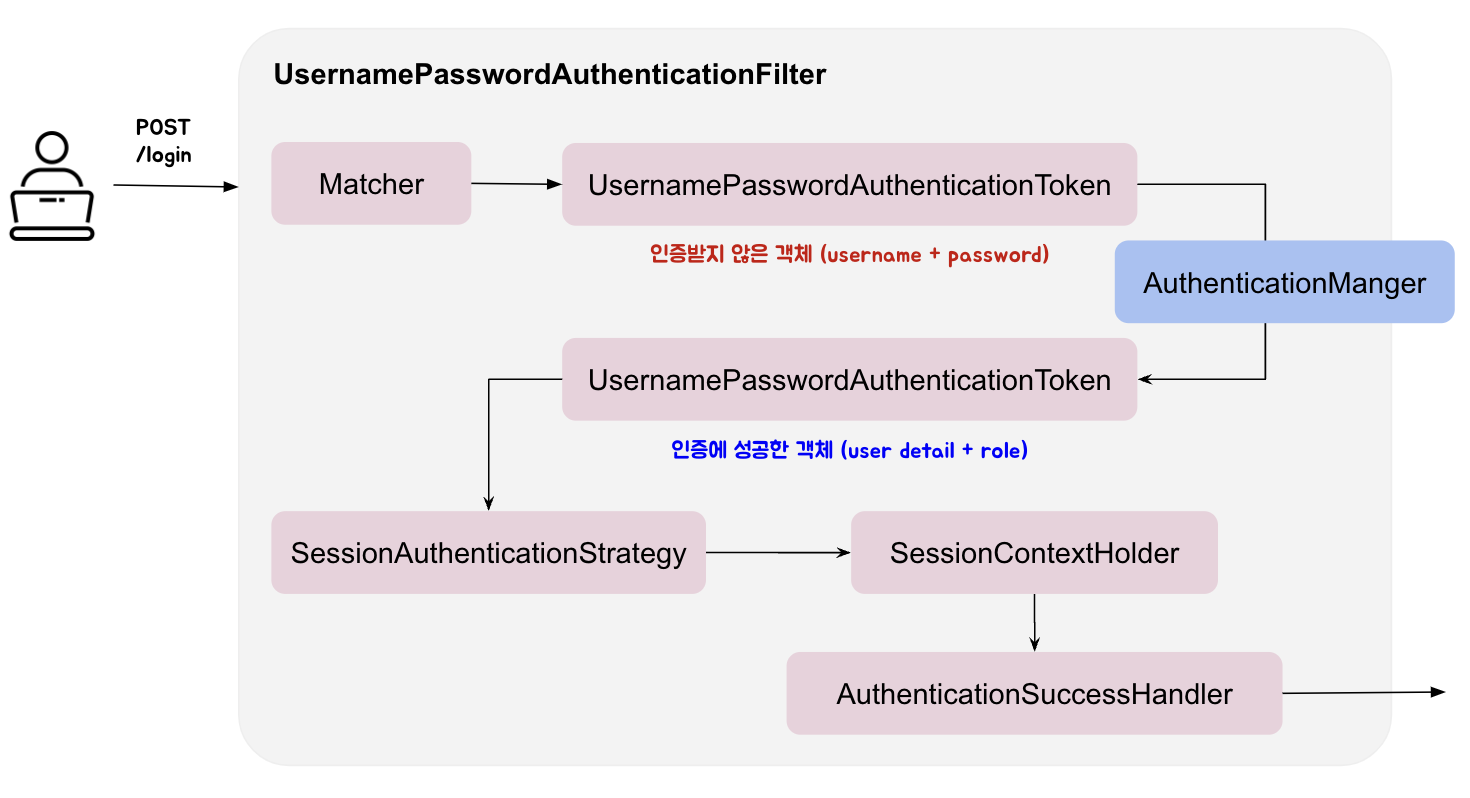 UsernamePasswordAuthenticationFilter
POST
/login
Matcher
UsernamePasswordAuthenticationToken
인증받지 않은 객체 (username + password)
AuthenticationManger
UsernamePasswordAuthenticationToken
인증에 성공한 객체 (user detail + role)
SessionAuthenticationStrategy
SessionContextHolder
AuthenticationSuccessHandler